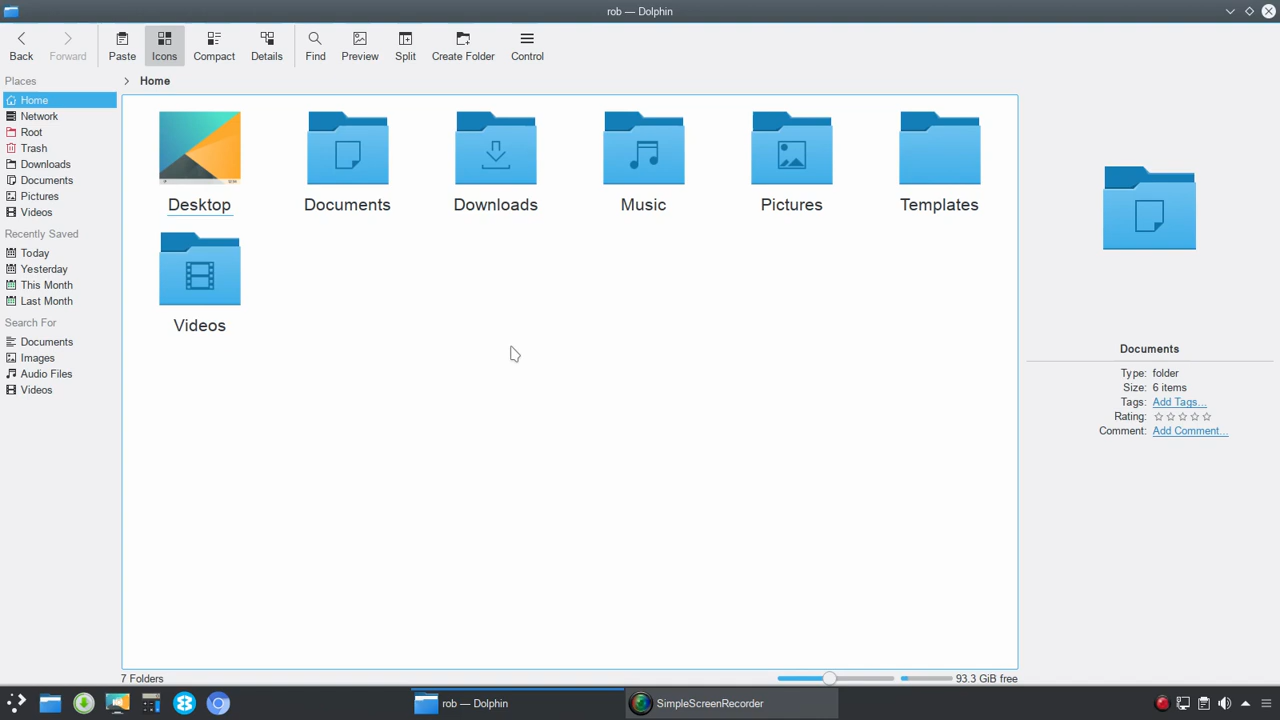 rob — Dolphin
Back Forward Paste Icons Compact Details Find Preview Split Create Folder Control
Places
Home
Network
Root
Trash
Downloads
Documents
Pictures
Videos
Recently Saved
Today
Yesterday
This Month
Last Month
Search For
Documents
Images
Audio Files
Videos
Home
Desktop Documents Downloads Music Pictures Templates
Videos
Documents
Type: folder
Size: 6 items
Tags: Add Tags...
Rating:
Comment: Add Comment...
7 Folders
93.3 GiB free
rob — Dolphin
SimpleScreenRecorder